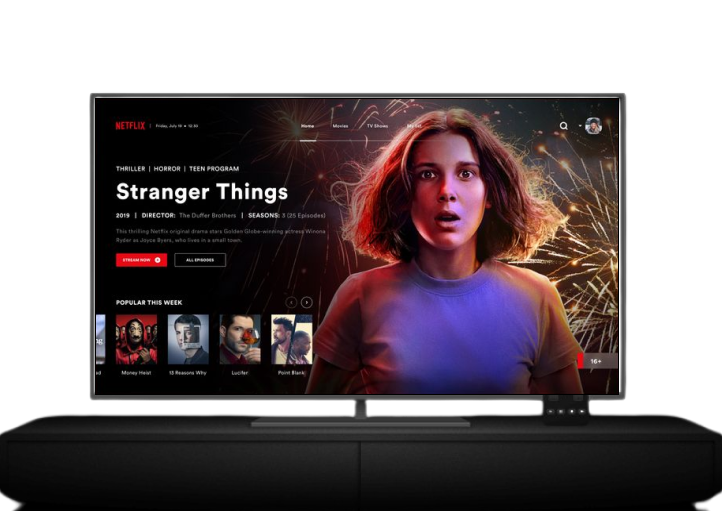 NETFLIX | Friday, July 19 • 12:30
Home Movies TV Shows My list
THRILLER | HORROR | TEEN PROGRAM
Stranger Things
2019 | DIRECTOR: The Duffer Brothers | SEASONS: 3 (25 Episodes)
This thrilling Netflix original drama stars Golden Globe-winning actress Winona
Ryder as Joyce Byers, who lives in a small town.
STREAM NOW ALL EPISODES
POPULAR THIS WEEK
Money Heist 13 Reasons Why Lucifer Point Blank
16+